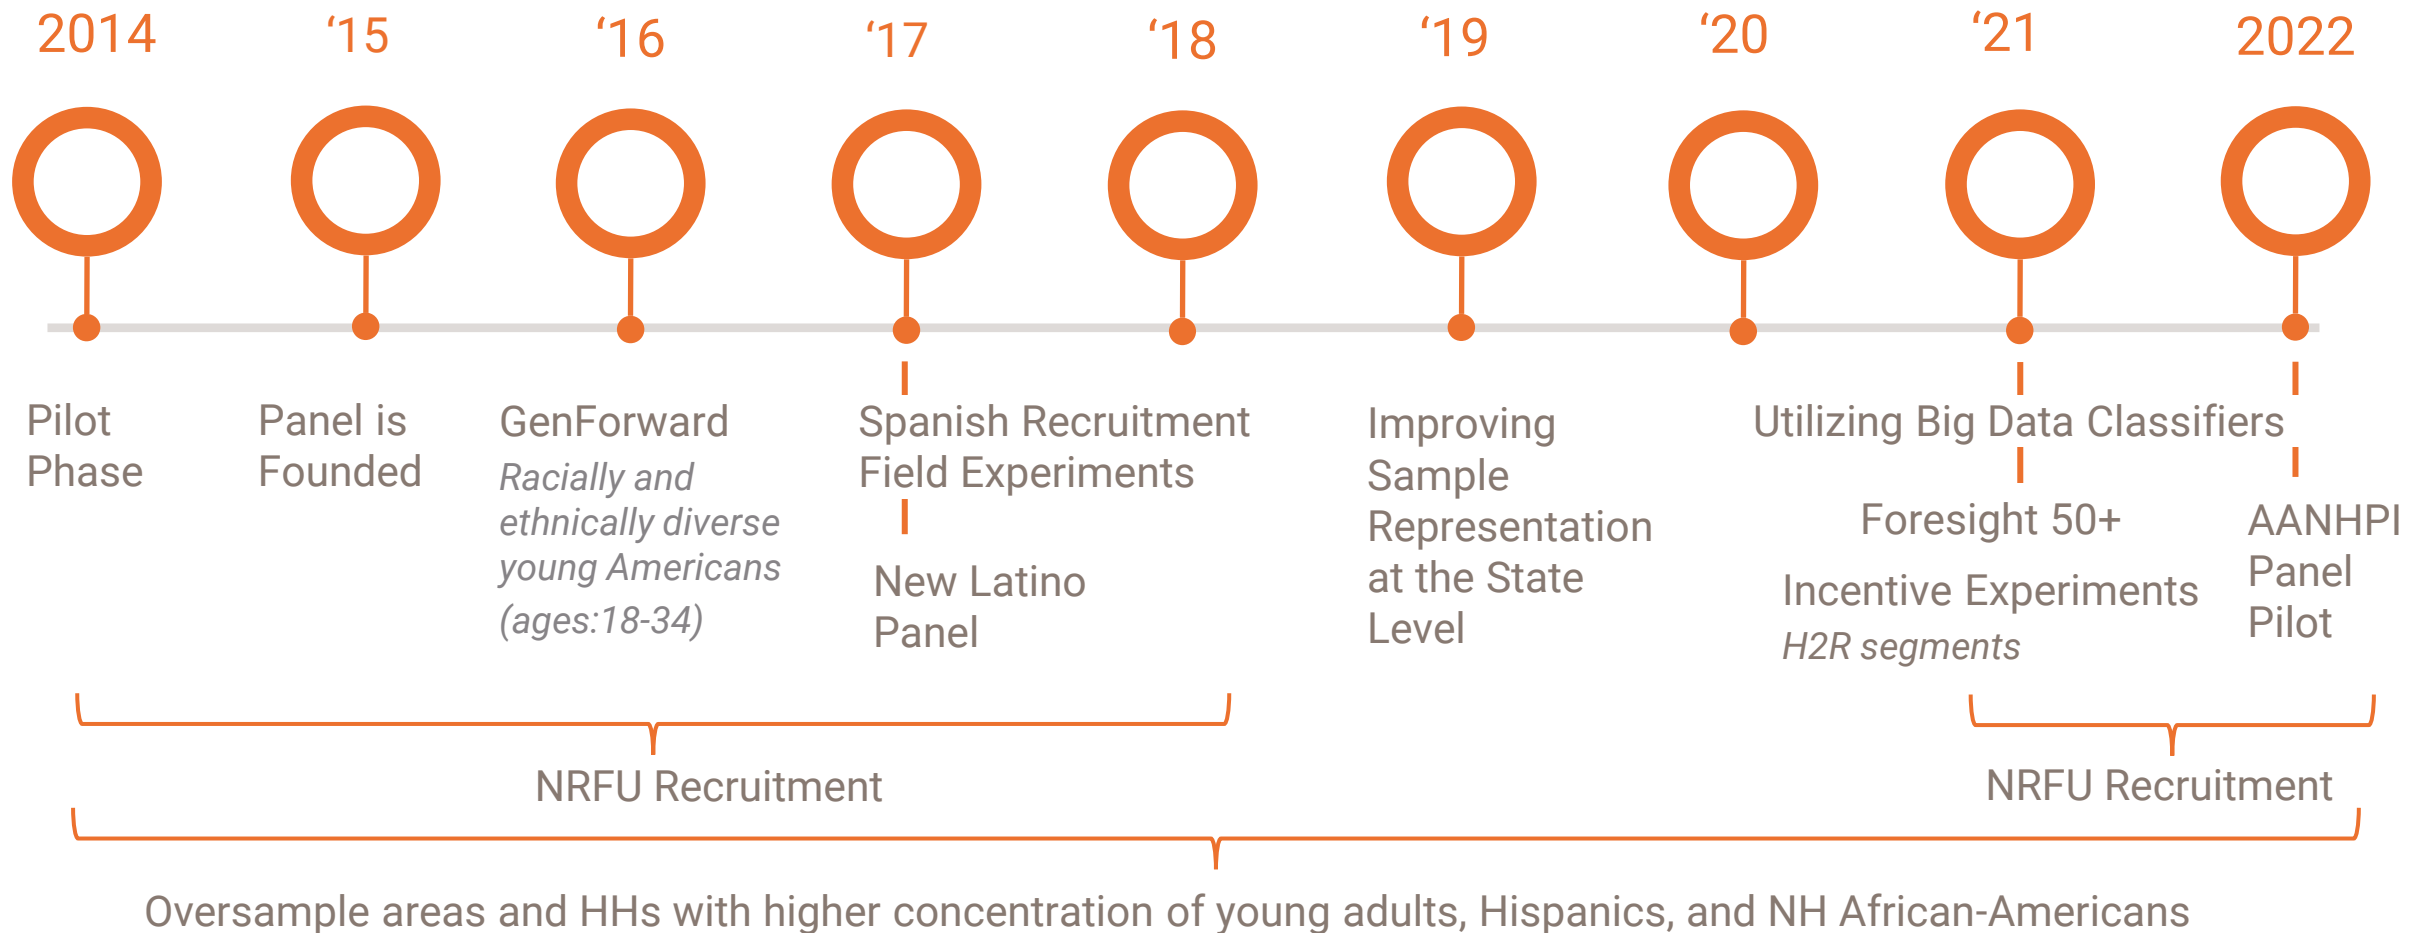 2014
‘15
‘16
‘17
‘18
‘19
‘20
‘21
2022
Pilot
Phase
Panel is
Founded
GenForward
Racially and
ethnically diverse
young Americans
(ages:18-34)
Spanish Recruitment
Field Experiments
New Latino
Panel
Improving
Sample
Representation
at the State
Level
Utilizing Big Data Classifiers
Foresight 50+
Incentive Experiments
H2R segments
AANHPI
Panel
Pilot
NRFU Recruitment
NRFU Recruitment
Oversample areas and HHs with higher concentration of young adults, Hispanics, and NH African-Americans